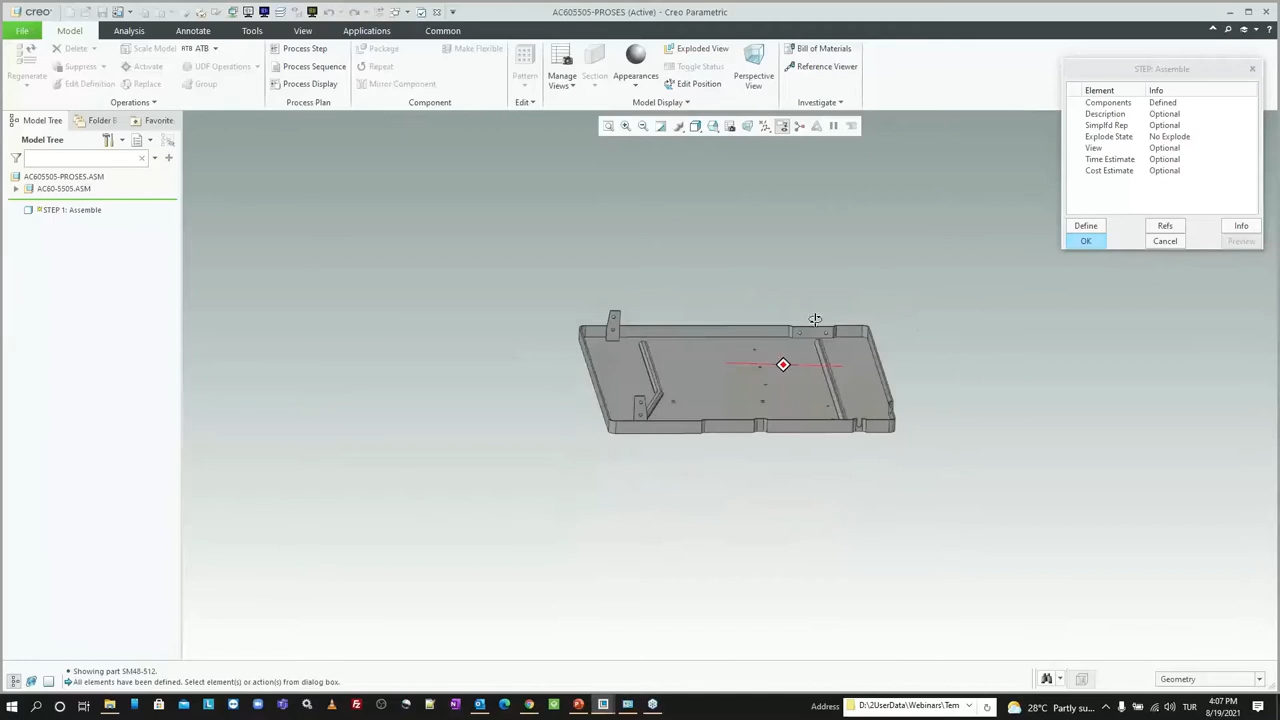 creo
AC605505-PROSES (Active) - Creo Parametric
File
Model
Analysis
Annotate
Tools
View
Applications
Common
Regenerate
Delete
Suppress
Edit Definition
Scale Model
Activate
Replace
RTB ATB
UDF Operations
Group
Operations
Process Step
Process Sequence
Process Display
Process Plan
Package
Repeat
Mirror Component
Make Flexible
Component
Pattern
Edit
Manage Views
Section
Appearances
Exploded View
Toggle Status
Edit Position
Perspective View
Model Display
Bill of Materials
Reference Viewer
Investigate
Model Tree
Folder B
Favorite
Model Tree
AC605505-PROSES.ASM
AC60-5505.ASM
STEP 1: Assemble
STEP: Assemble
Element Info
Components Defined
Description Optional
Simplfd Rep Optional
Explode State No Explode
View Optional
Time Estimate Optional
Cost Estimate Optional
Define Refs Info
OK Cancel Preview
Showing part SM48-512.
All elements have been defined. Select element(s) or action(s) from dialog box.
Geometry
Address D:\2UserData\Webinars\Tem
28°C Partly su...
TUR
4:07 PM
8/19/2021